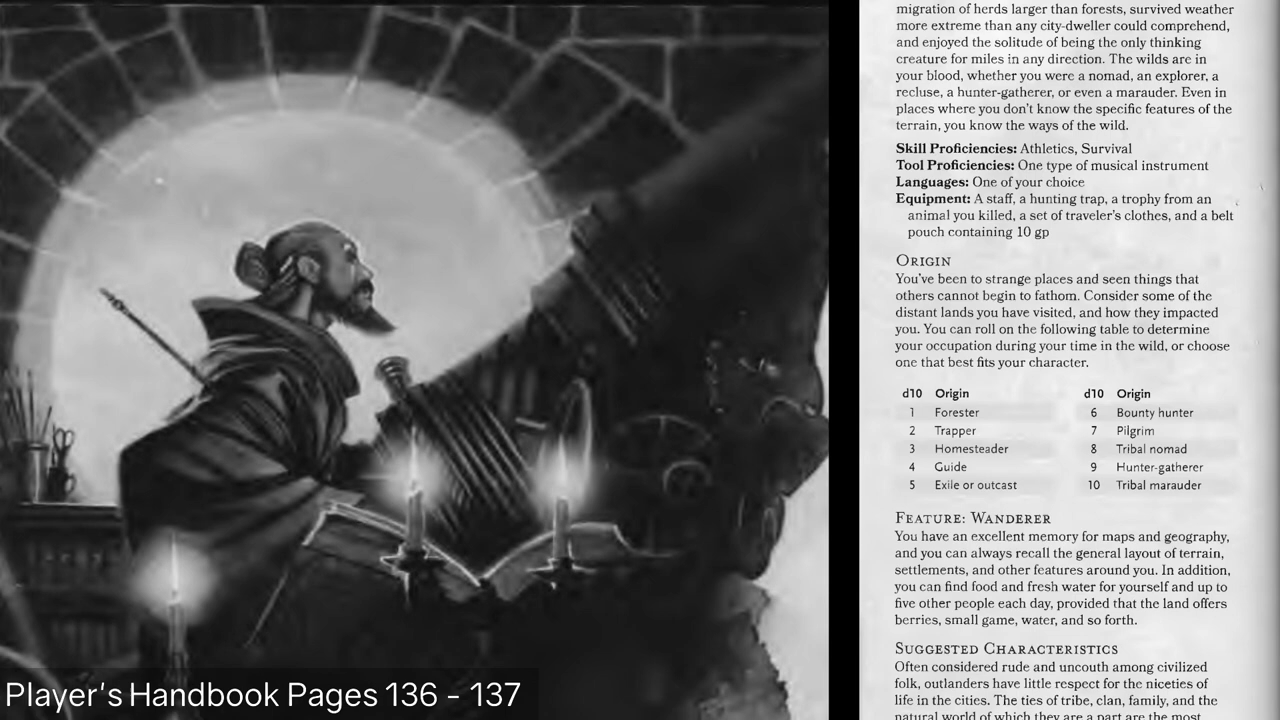 migration of herds larger than forests, survived weather
more extreme than any city-dweller could comprehend,
and enjoyed the solitude of being the only thinking
creature for miles in any direction. The wilds are in
your blood, whether you were a nomad, an explorer, a
recluse, a hunter-gatherer, or even a marauder. Even in
places where you don't know the specific features of the
terrain, you know the ways of the wild.
Skill Proficiencies: Athletics, Survival
Tool Proficiencies: One type of musical instrument
Languages: One of your choice
Equipment: A staff, a hunting trap, a trophy from an
animal you killed, a set of traveler's clothes, and a belt
pouch containing 10 gp
ORIGIN
You've been to strange places and seen things that
others cannot begin to fathom. Consider some of the
distant lands you have visited, and how they impacted
you. You can roll on the following table to determine
your occupation during your time in the wild, or choose
one that best fits your character.
d10 Origin d10 Origin
1 Forester 6 Bounty hunter
2 Trapper 7 Pilgrim
3 Homesteader 8 Tribal nomad
4 Guide 9 Hunter-gatherer
5 Exile or outcast 10 Tribal marauder
FEATURE: WANDERER
You have an excellent memory for maps and geography,
and you can always recall the general layout of terrain,
settlements, and other features around you. In addition,
you can find food and fresh water for yourself and up to
five other people each day, provided that the land offers
berries, small game, water, and so forth.
SUGGESTED CHARACTERISTICS
Often considered rude and uncouth among civilized
folk, outlanders have little respect for the niceties of
life in the cities. The ties of tribe, clan, family, and the
natural world of which they are a part are the most
Player's Handbook Pages 136 - 137